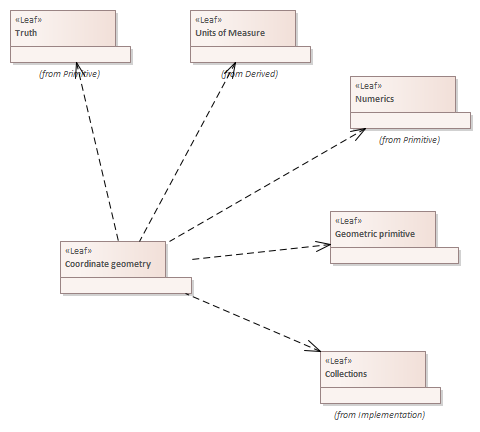 «Leaf»
Truth
(from Primitive)
«Leaf»
Units of Measure
(from Derived)
«Leaf»
Numerics
(from Primitive)
«Leaf»
Geometric primitive
«Leaf»
Coordinate geometry
«Leaf»
Collections
(from Implementation)